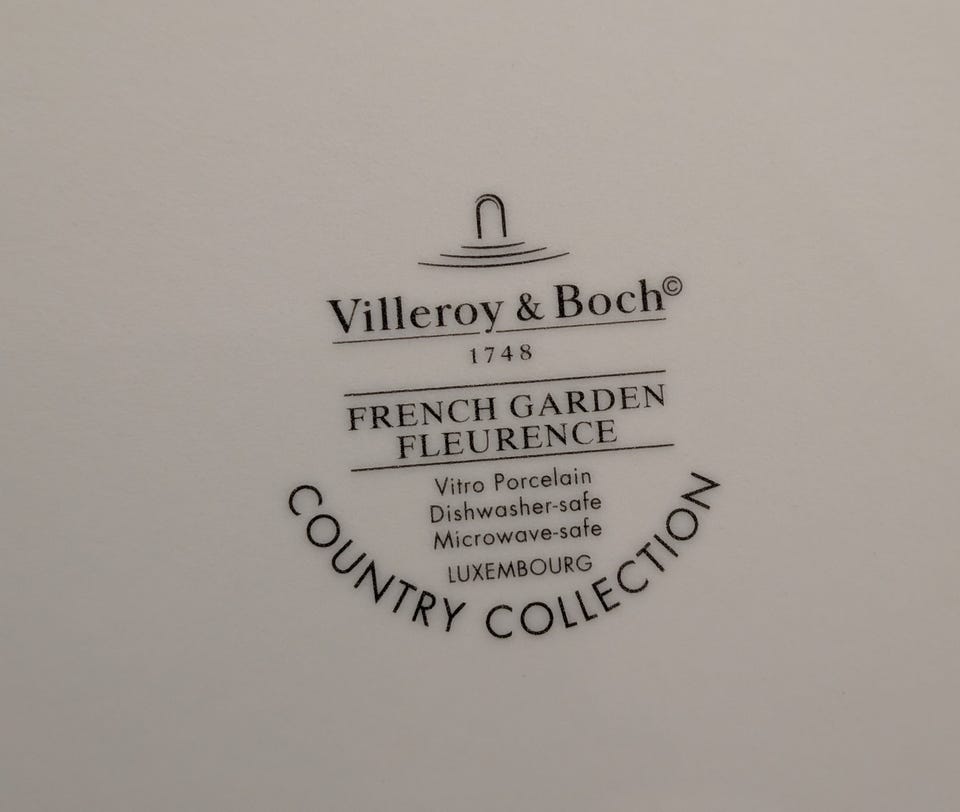 Villeroy & Boch©
1748
FRENCH GARDEN
FLEURENCE
Vitro Porcelain
Dishwasher-safe
Microwave-safe
LUXEMBOURG
COUNTRY COLLECTION